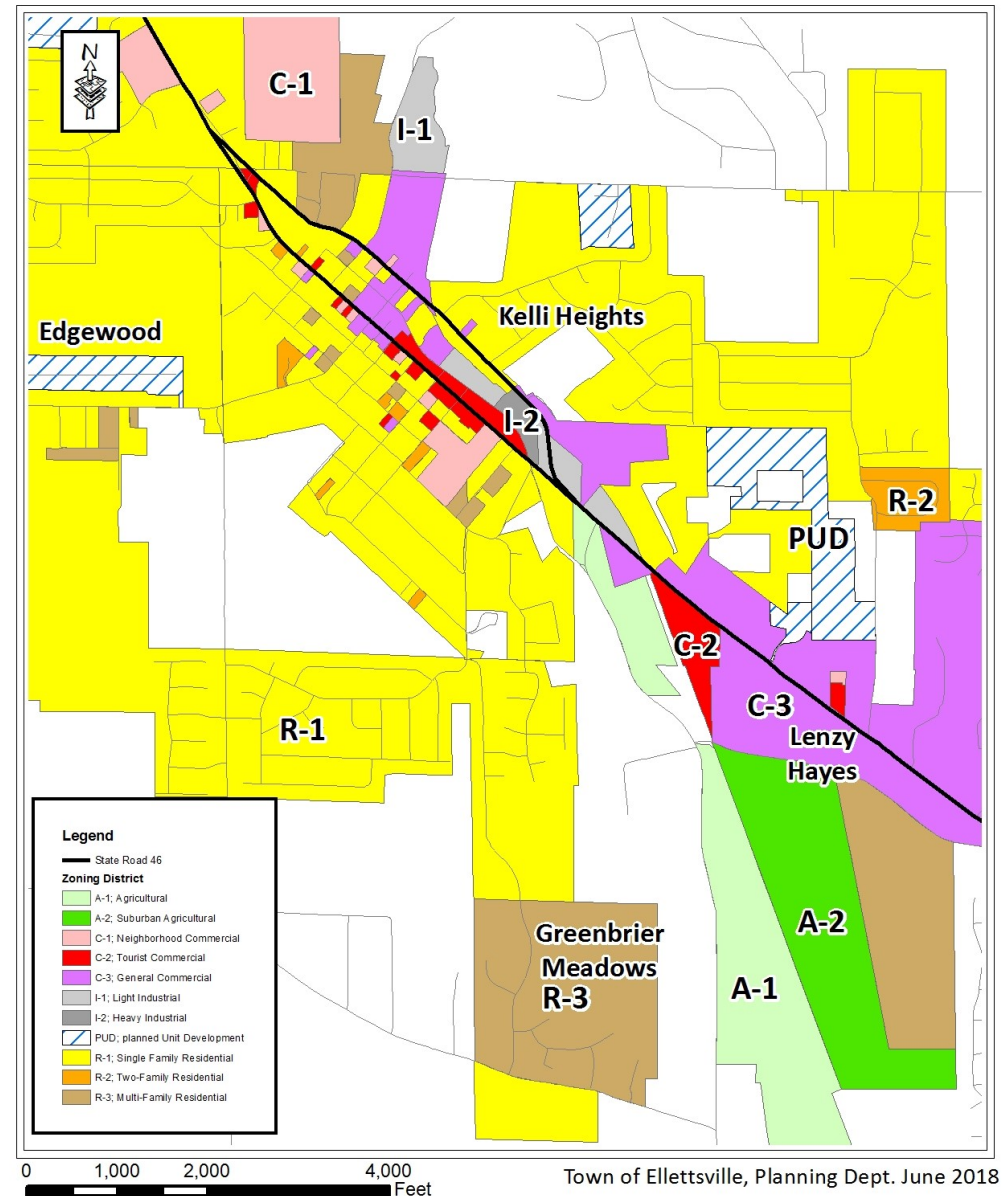 N
C-1
I-1
Edgewood
Kelli Heights
I-2
R-2
PUD
C-2
C-3
R-1
Lenzy
Hayes
Legend
State Road 46
Zoning District
A-1; Agricultural
A-2; Suburban Agricultural
C-1; Neighborhood Commercial
C-2; Tourist Commercial
C-3; General Commercial
I-1; Light Industrial
I-2; Heavy Industrial
PUD; planned Unit Development
R-1; Single Family Residential
R-2; Two-Family Residential
R-3; Multi-Family Residential
Greenbrier
Meadows
R-3
A-2
A-1
0 1,000 2,000 4,000
Feet
Town of Ellettsville, Planning Dept. June 2018